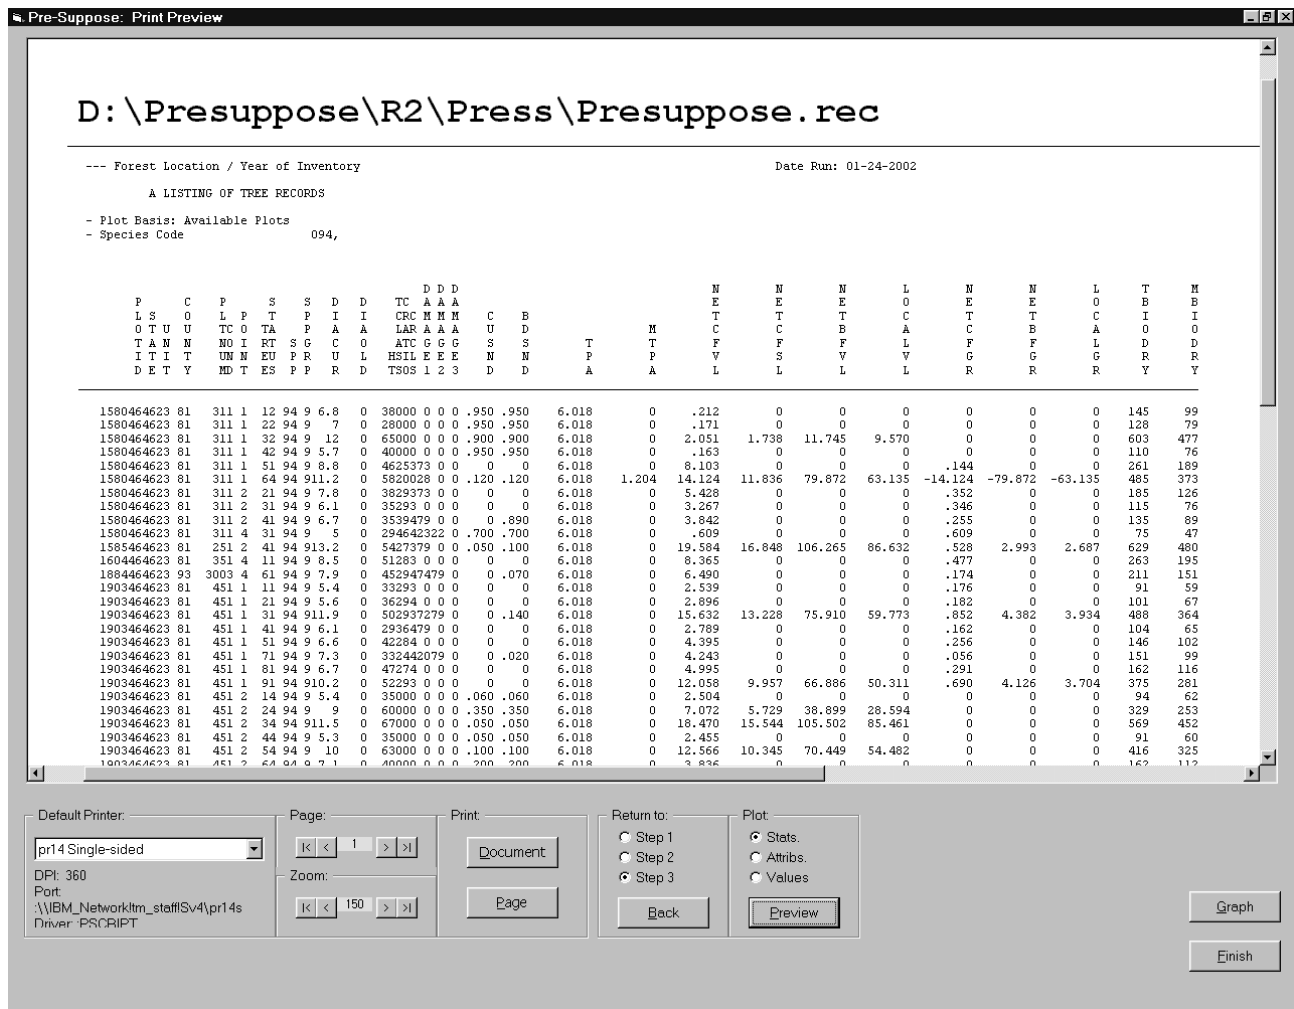 Pre-Suppose: Print Preview
D:\Presuppose\R2\Press\Presuppose.rec
--- Forest Location / Year of Inventory Date Run: 01-24-2002
A LISTING OF TREE RECORDS
- Plot Basis: Available Plots
- Species Code 094,
D D D N N N L N N L T M
P C P S S D D TC A A A E E E O E E O B B
L S O L P T P I I CRC M M M C B T T T C T T C I I
O T U U TC O TA P A A LAR A A A U D M C C B A C B A O O
T A N N NO I RT S G C L ATC G G G S S T T F F F L F F L D D
I T I T UN N EU P R U O HSIL E E E N N P P V S V V G G G R R
D E T Y MD T ES P P R D TSOS 1 2 3 D D A A L L L L R R R Y Y
1580464623 81 311 1 12 94 9 6.8 0 38000 0 0 0 .950 .950 6.018 0 .212 0 0 0 0 0 0 145 99
1580464623 81 311 1 22 94 9 7 0 28000 0 0 0 .950 .950 6.018 0 .171 0 0 0 0 0 0 128 79
1580464623 81 311 1 32 94 9 12 0 65000 0 0 0 .900 .900 6.018 0 2.051 1.738 11.745 9.570 0 0 0 603 477
1580464623 81 311 1 42 94 9 5.7 0 40000 0 0 0 .950 .950 6.018 0 .163 0 0 0 0 0 0 110 76
1580464623 81 311 1 51 94 9 8.8 0 4625373 0 0 0 0 6.018 0 8.103 0 0 0 .144 0 0 261 189
1580464623 81 311 1 64 94 911.2 0 5820028 0 0 .120 .120 6.018 1.204 14.124 11.836 79.872 63.135 -14.124 -79.872 -63.135 485 373
1580464623 81 311 2 21 94 9 7.8 0 3829373 0 0 0 0 6.018 0 5.428 0 0 0 .352 0 0 185 126
1580464623 81 311 2 31 94 9 6.1 0 35293 0 0 0 0 6.018 0 3.267 0 0 0 .346 0 0 115 76
1580464623 81 311 2 41 94 9 6.7 0 3539479 0 0 0 .890 6.018 0 3.842 0 0 0 .255 0 0 135 89
1580464623 81 311 4 31 94 9 5 0 294642322 0 .700 .700 6.018 0 .609 0 0 0 .609 0 0 75 47
1585464623 81 251 2 41 94 913.2 0 5427379 0 0 .050 .100 6.018 0 19.584 16.848 106.265 86.632 .528 2.993 2.687 629 480
1604464623 81 351 4 11 94 9 8.5 0 51283 0 0 0 0 6.018 0 8.365 0 0 0 .477 0 0 263 195
1884464623 93 3003 4 61 94 9 7.9 0 452947479 0 0 .070 6.018 0 6.490 0 0 0 .174 0 0 211 151
1903464623 81 451 1 11 94 9 5.4 0 33293 0 0 0 0 6.018 0 2.539 0 0 0 .176 0 0 91 59
1903464623 81 451 1 21 94 9 5.6 0 36294 0 0 0 0 6.018 0 2.896 0 0 0 .182 0 0 101 67
1903464623 81 451 1 31 94 911.9 0 502937279 0 0 .140 6.018 0 15.632 13.228 75.910 59.773 .852 4.382 3.934 488 364
1903464623 81 451 1 41 94 9 6.1 0 2936479 0 0 0 0 6.018 0 2.789 0 0 0 .162 0 0 104 65
1903464623 81 451 1 51 94 9 6.6 0 42284 0 0 0 0 6.018 0 4.395 0 0 0 .256 0 0 146 102
1903464623 81 451 1 71 94 9 7.3 0 332442079 0 0 .020 6.018 0 4.243 0 0 0 .056 0 0 151 99
1903464623 81 451 1 81 94 9 6.7 0 47274 0 0 0 0 6.018 0 4.995 0 0 0 .291 0 0 162 116
1903464623 81 451 1 91 94 910.2 0 52293 0 0 0 0 6.018 0 12.058 9.957 66.886 50.311 .690 4.126 3.704 375 281
1903464623 81 451 2 14 94 9 5.4 0 35000 0 0 0 .060 .060 6.018 0 2.504 0 0 0 0 0 0 94 62
1903464623 81 451 2 24 94 9 9 0 60000 0 0 0 .350 .350 6.018 0 7.072 5.729 38.899 28.594 0 0 0 329 253
1903464623 81 451 2 34 94 911.5 0 67000 0 0 0 .050 .050 6.018 0 18.470 15.544 105.502 85.461 0 0 0 569 452
1903464623 81 451 2 44 94 9 5.3 0 35000 0 0 0 .050 .050 6.018 0 2.455 0 0 0 0 0 0 91 60
1903464623 81 451 2 54 94 9 10 0 63000 0 0 0 .100 .100 6.018 0 12.566 10.345 70.449 54.482 0 0 0 416 325
1903464623 81 451 2 64 94 9 7.1 0 40000 0 0 0 .200 .200 6.018 0 3.836 0 0 0 0 0 0 162 112
Default Printer: Page: Print: Return to: Plot:
pr14 Single-sided 1 Document Step 1 Stats.
DPI: 360 Zoom: Step 2 Attribs.
Port: Step 3 Values
:\\IBM_Network!tm_staff!Sv4\pr14s 150 Page Back Preview Graph
Driver :PSCRIPT
Finish